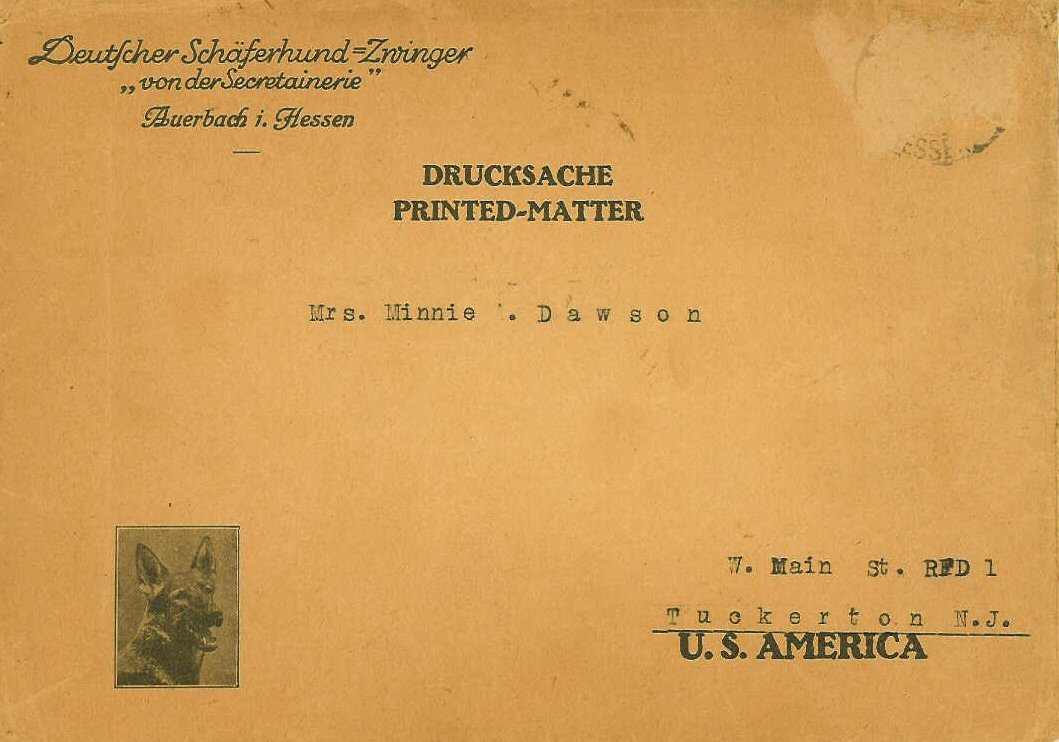 Deutscher Schäferhund=Zwinger
„von der Secretainerie”
Auerbach i. Hessen
DRUCKSACHE
PRINTED-MATTER
Mrs. Minnie . Dawson
W. Main St. RFD 1
Tuckerton N.J.
U. S. AMERICA